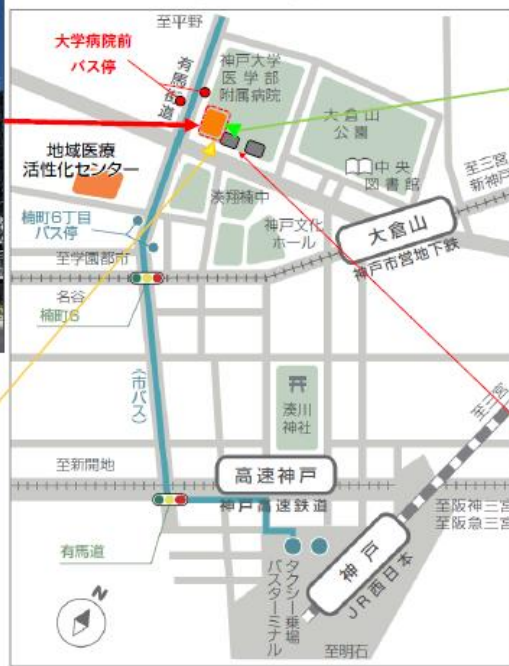 至平野
大学病院前
バス停
有馬街道
神戸大学
医学部
附属病院
大倉山
公園
中央
図書館
至三宮
新神戸
地域医療
活性化センター
湊翔楠中
楠町6丁目
バス停
神戸文化
ホール
大倉山
神戸市営地下鉄
至学園都市
名谷
楠町6
(市バス)
湊川
神社
至三宮
至新開地
高速神戸
神戸高速鉄道
至阪神三宮
至阪急三宮
有馬道
タクシー乗場
バスターミナル
神戸
JR西日本
至明石
N